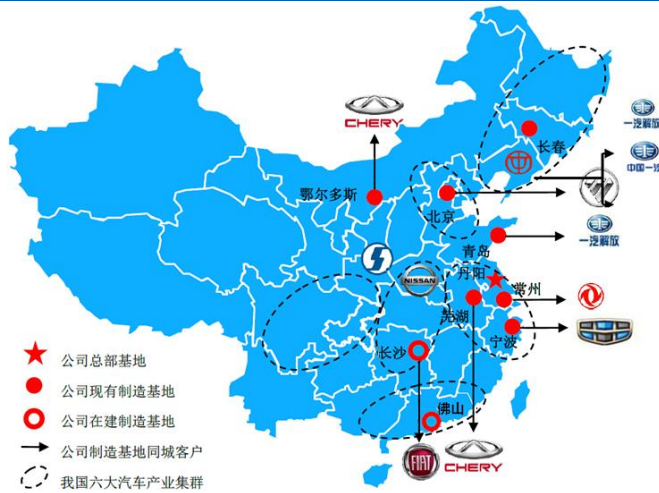 CHERY
一汽解放
长春
中国一汽
鄂尔多斯
北京
青岛
一汽解放
丹阳
NISSAN
常州
芜湖
宁波
长沙
佛山
FIAT
CHERY
公司总部基地
公司现有制造基地
公司在建制造基地
公司制造基地同城客户
我国六大汽车产业集群